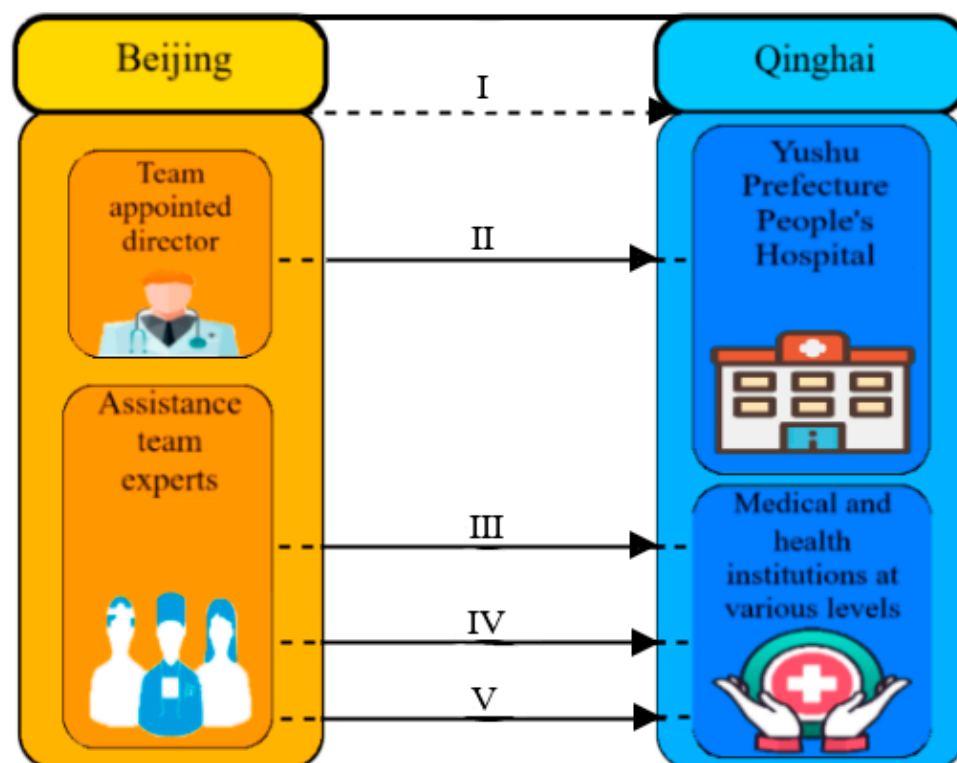 Beijing
Qinghai
I
Team
appointed
director
II
Yushu
Prefecture
People's
Hospital
Assistance
team
experts
III
IV
V
Medical and
health
institutions at
various levels